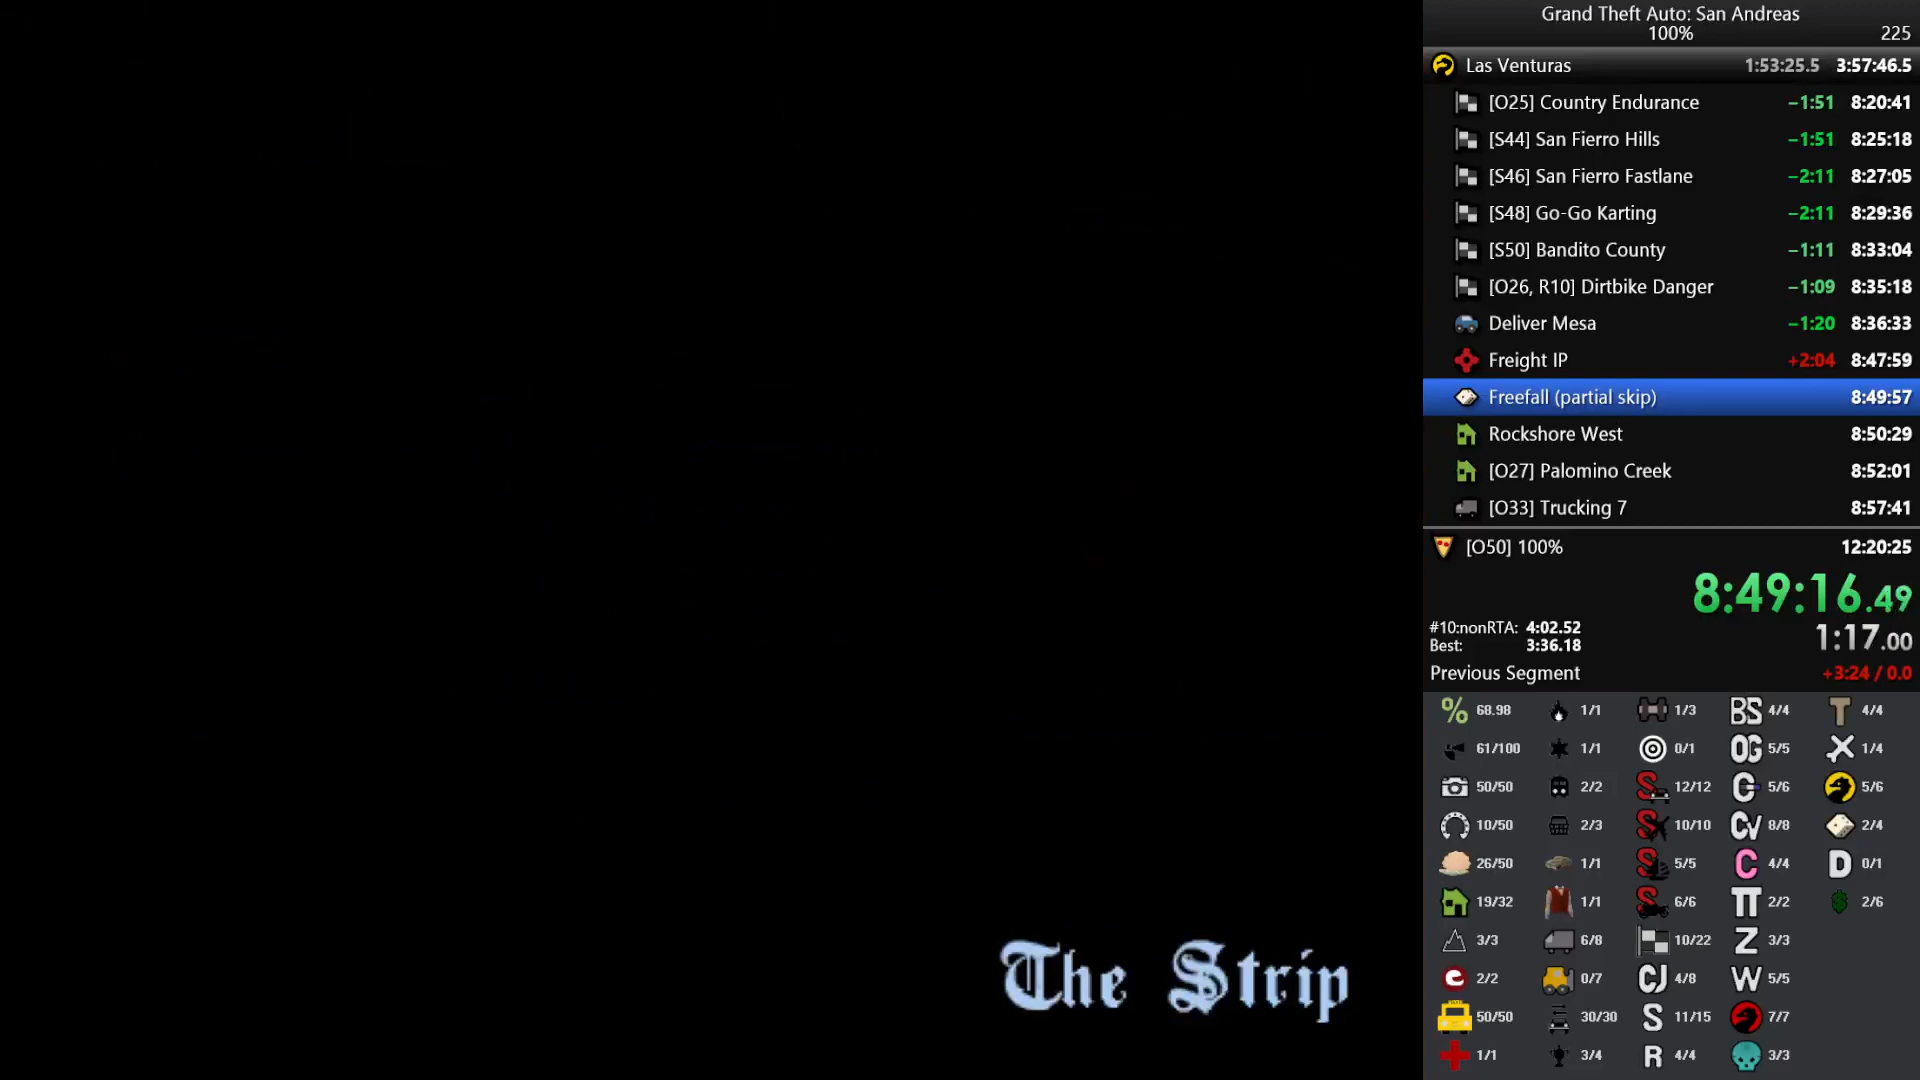 Grand Theft Auto: San Andreas
100% 225
Las Venturas 1:53:25.5 3:57:46.5
[O25] Country Endurance −1:51 8:20:41
[S44] San Fierro Hills −1:51 8:25:18
[S46] San Fierro Fastlane −2:11 8:27:05
[S48] Go-Go Karting −2:11 8:29:36
[S50] Bandito County −1:11 8:33:04
[O26, R10] Dirtbike Danger −1:09 8:35:18
Deliver Mesa −1:20 8:36:33
Freight IP +2:04 8:47:59
Freefall (partial skip) 8:49:57
Rockshore West 8:50:29
[O27] Palomino Creek 8:52:01
[O33] Trucking 7 8:57:41
[O50] 100% 12:20:25
8:49:16.49
#10:nonRTA: 4:02.52
Best: 3:36.18
1:17.00
Previous Segment +3:24 / 0.0
% 68.98 1/1 1/3 BS 4/4 T 4/4
61/100 1/1 0/1 OG 5/5 1/4
50/50 2/2 S 12/12 C 5/6 5/6
10/50 2/3 S 10/10 CV 8/8 2/4
26/50 1/1 S 5/5 C 4/4 D 0/1
19/32 1/1 S 6/6 TT 2/2 $ 2/6
3/3 6/8 10/22 Z 3/3
2/2 0/7 CJ 4/8 W 5/5
50/50 30/30 S 11/15 7/7
1/1 3/4 R 4/4 3/3
The Strip